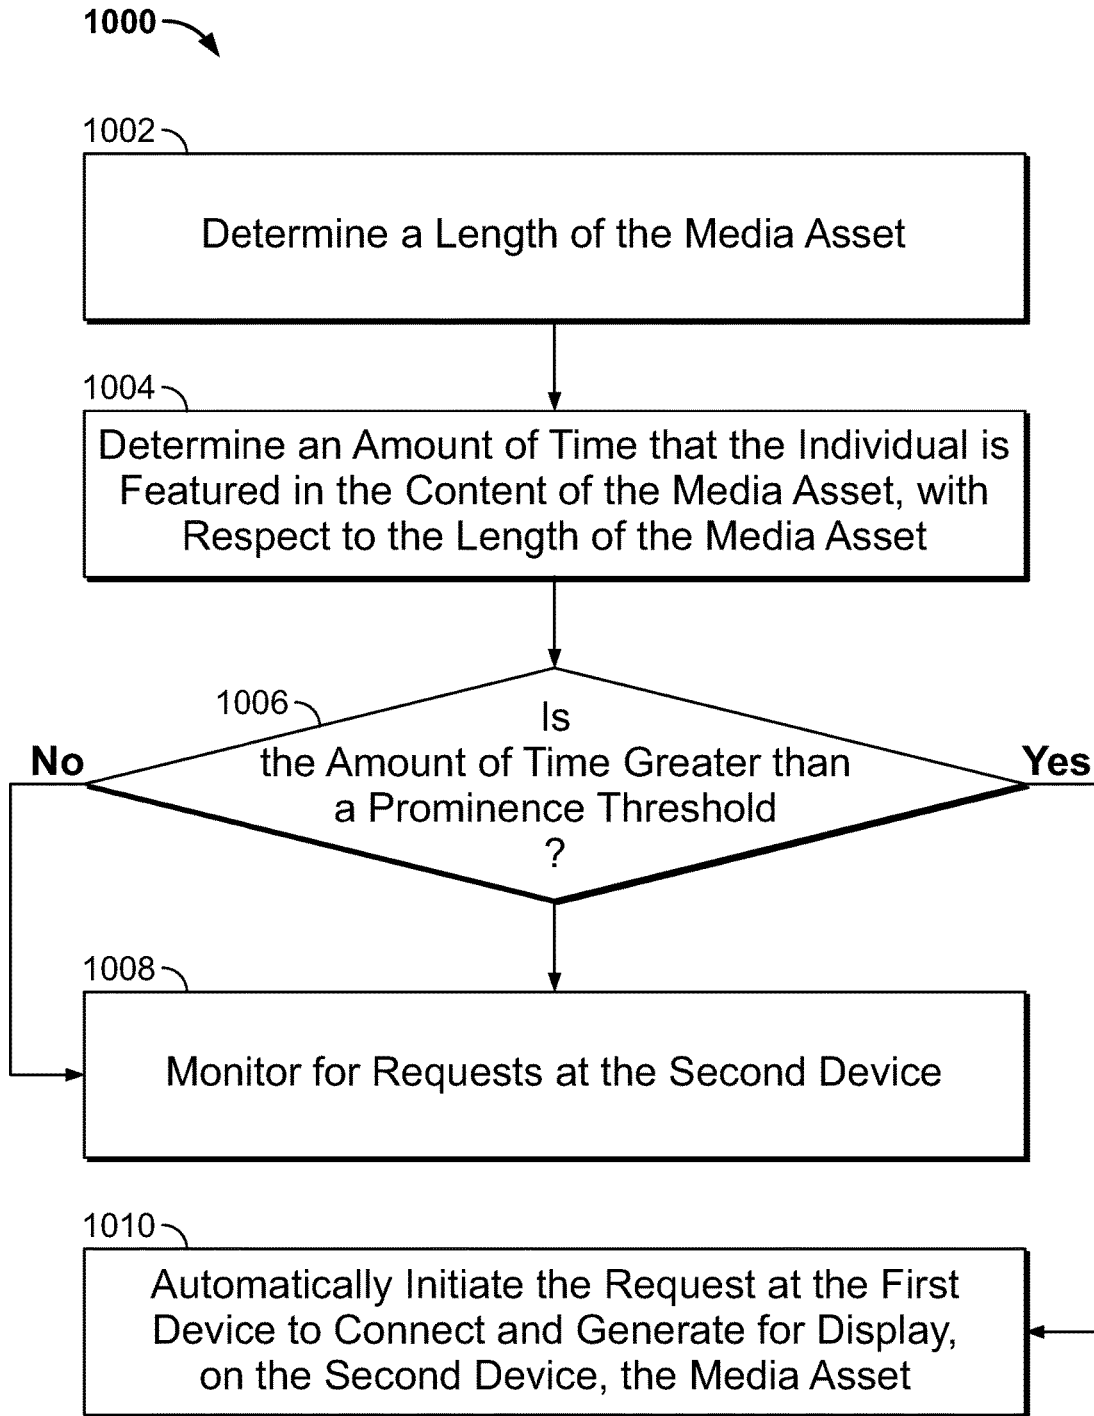 1000
1002
Determine a Length of the Media Asset
1004
Determine an Amount of Time that the Individual is
Featured in the Content of the Media Asset, with
Respect to the Length of the Media Asset
1006
Is
the Amount of Time Greater than
a Prominence Threshold
?
No
Yes
1008
Monitor for Requests at the Second Device
1010
Automatically Initiate the Request at the First
Device to Connect and Generate for Display,
on the Second Device, the Media Asset